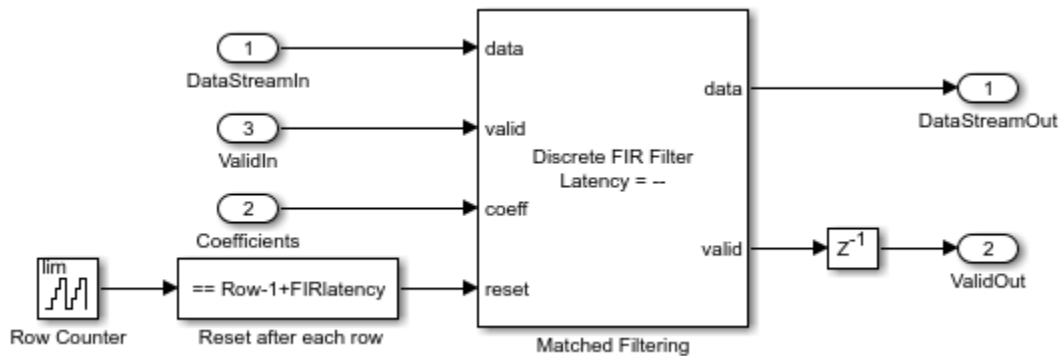 1
DataStreamIn
data
3
ValidIn
valid
2
Coefficients
coeff
lim
Row Counter
== Row-1+FIRlatency
Reset after each row
reset
Discrete FIR Filter
Latency = --
Matched Filtering
data
1
DataStreamOut
valid
Z-1
2
ValidOut